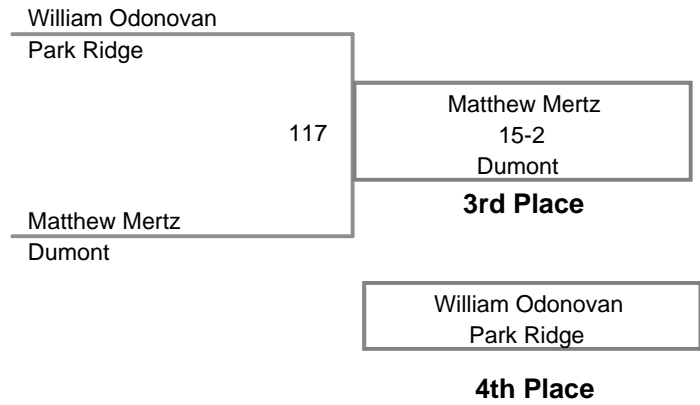 William Odonovan
Park Ridge
117
Matthew Mertz
15-2
Dumont
3rd Place
Matthew Mertz
Dumont
William Odonovan
Park Ridge
4th Place